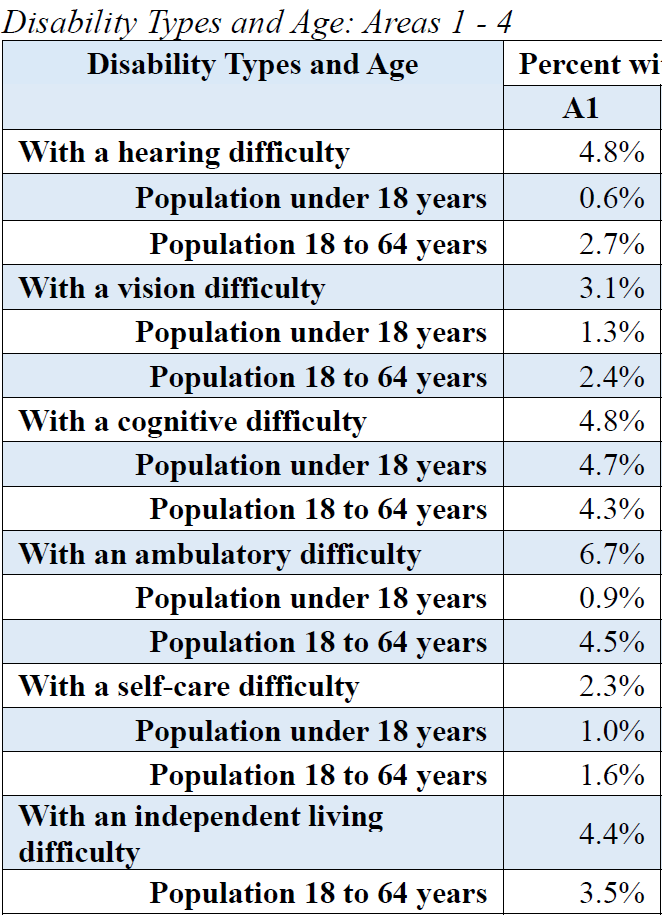 Disability Types and Age: Areas 1 - 4
Disability Types and Age Percent wi
A1
With a hearing difficulty 4.8%
Population under 18 years 0.6%
Population 18 to 64 years 2.7%
With a vision difficulty 3.1%
Population under 18 years 1.3%
Population 18 to 64 years 2.4%
With a cognitive difficulty 4.8%
Population under 18 years 4.7%
Population 18 to 64 years 4.3%
With an ambulatory difficulty 6.7%
Population under 18 years 0.9%
Population 18 to 64 years 4.5%
With a self-care difficulty 2.3%
Population under 18 years 1.0%
Population 18 to 64 years 1.6%
With an independent living
difficulty 4.4%
Population 18 to 64 years 3.5%